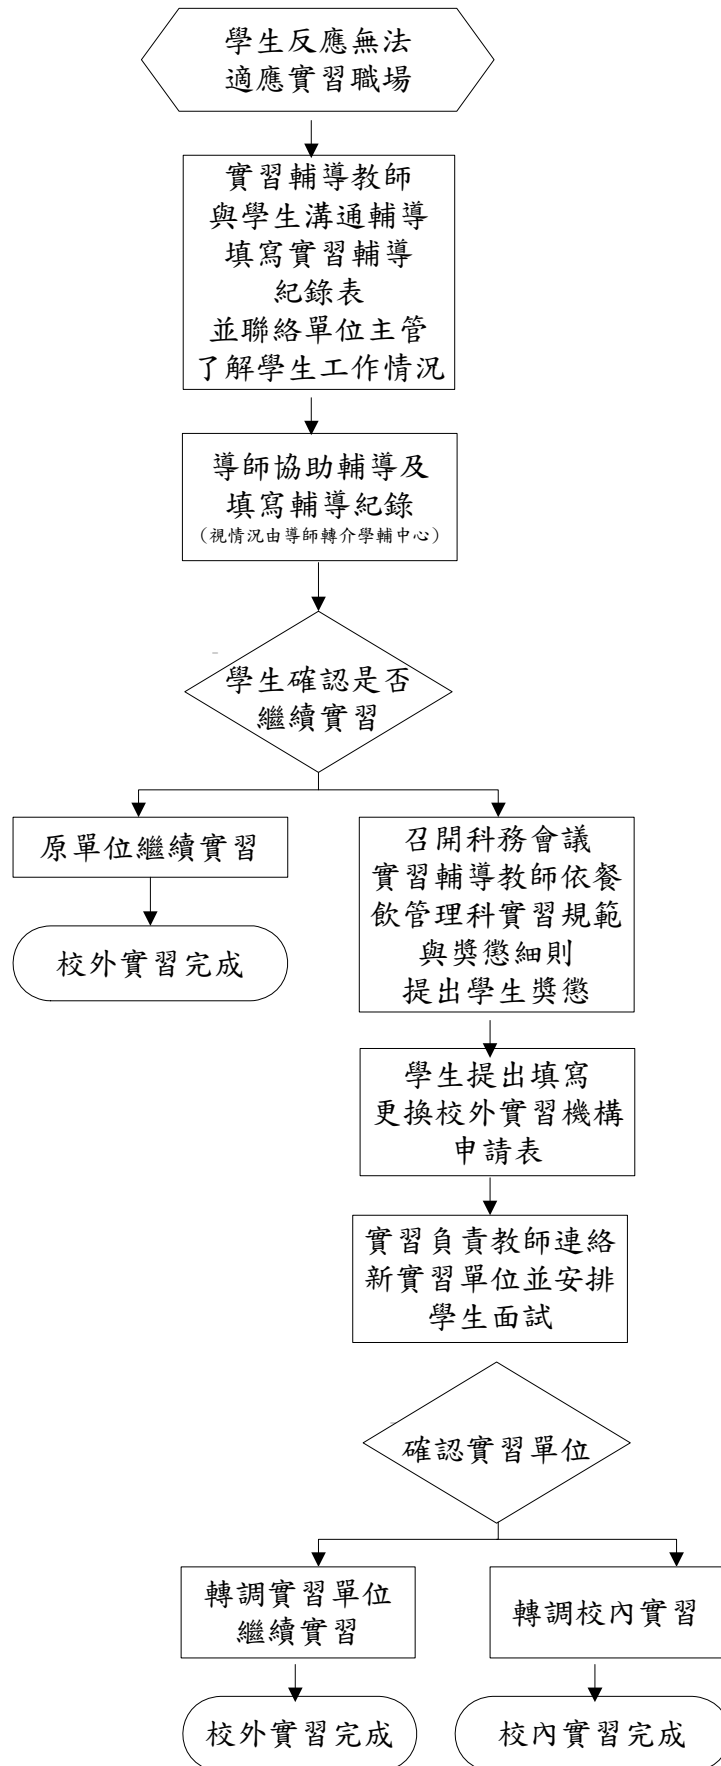 學生反應無法
適應實習職場
實習輔導教師
與學生溝通輔導
填寫實習輔導
紀錄表
並聯絡單位主管
了解學生工作情況
導師協助輔導及
填寫輔導紀錄
(視情況由導師轉介學輔中心)
學生確認是否
繼續實習
原單位繼續實習
校外實習完成
召開科務會議
實習輔導教師依餐
飲管理科實習規範
與獎懲細則
提出學生獎懲
學生提出填寫
更換校外實習機構
申請表
實習負責教師連絡
新實習單位並安排
學生面試
確認實習單位
轉調實習單位
繼續實習
轉調校內實習
校外實習完成
校內實習完成